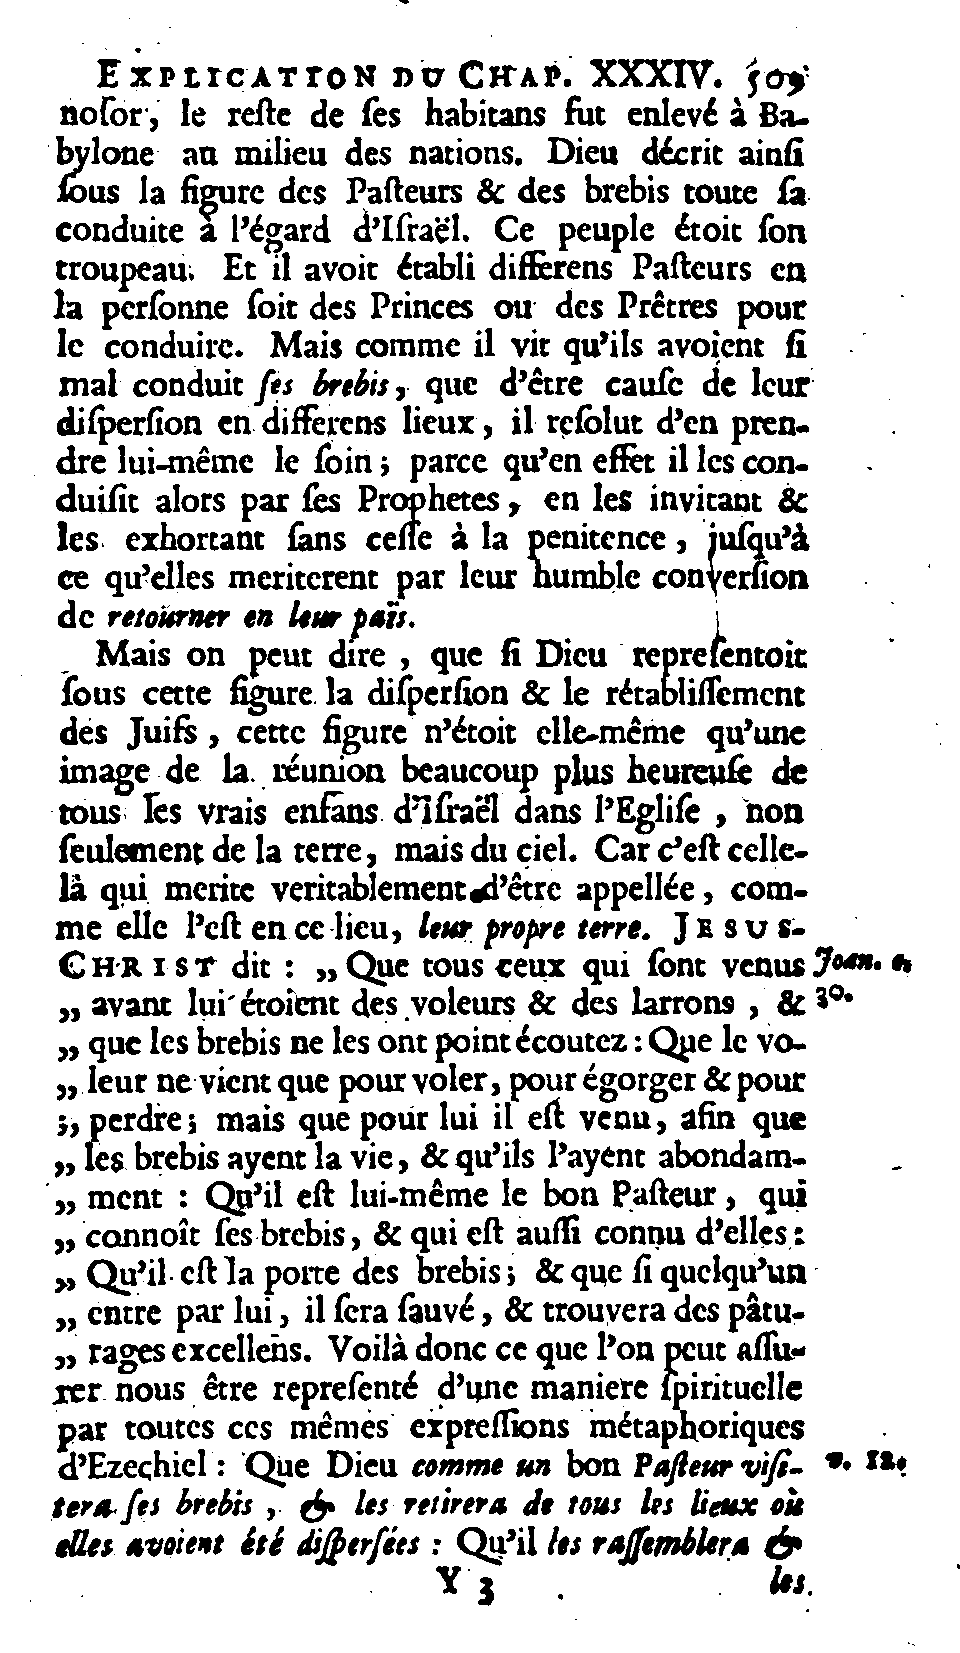 EXPLICATION DU CHAP. XXXIV. 509
noſor, le reſte de ſes habitans fut enlevé à Ba-
bylone au milieu des nations. Dieu décrit ainſi
ſous la figure des Paſteurs & des brebis toute ſa
conduite à l'égard d'Iſraël. Ce peuple étoit ſon
troupeau. Et il avoit établi differens Paſteurs en
la perſonne ſoit des Princes ou des Prêtres pour
le conduire. Mais comme il vit qu'ils avoient ſi
mal conduit ſes brebis, que d'être cauſe de leur
diſperſion en differens lieux, il reſolut d'en pren-
dre lui-même le ſoin; parce qu'en effet il les con-
duiſit alors par ſes Prophetes, en les invitant &
les exhortant ſans ceſſe à la penitence, juſqu'à
ce qu'elles meriterent par leur humble converſion
de retourner en leur païs.
Mais on peut dire, que ſi Dieu repreſentoit
ſous cette figure la diſperſion & le rétabliſſement
des Juifs, cette figure n'étoit elle-même qu'une
image de la réunion beaucoup plus heureuſe de
tous les vrais enfans d'Iſraël dans l'Egliſe, non
ſeulement de la terre, mais du ciel. Car c'eſt celle-
là qui merite veritablement d'être appellée, com-
me elle l'eſt en ce lieu, leur propre terre. JESUS-
CHRIST dit : „ Que tous ceux qui ſont venus Joan.
„ avant lui étoient des voleurs & des larrons, &
„ que les brebis ne les ont point écoutez : Que le vo-
„ leur ne vient que pour voler, pour égorger & pour
„ perdre; mais que pour lui il eſt venu, afin que
„ les brebis ayent la vie, & qu'ils l'ayent abondam-
„ ment : Qu'il eſt lui-même le bon Paſteur, qui
„ connoît ſes brebis, & qui eſt auſſi connu d'elles :
„ Qu'il eſt la porte des brebis; & que ſi quelqu'un
„ entre par lui, il ſera ſauvé, & trouvera des pâtu-
„ rages excellens. Voilà donc ce que l'on peut aſſu-
rer nous être repreſenté d'une maniere ſpirituelle
par toutes ces mêmes expreſſions métaphoriques
d'Ezechiel : Que Dieu comme un bon Paſteur viſi- v. 12.
tera ſes brebis, & les retirera de tous les lieux où
elles avoient été diſperſées : Qu'il les raſſemblera &
Y 3 les